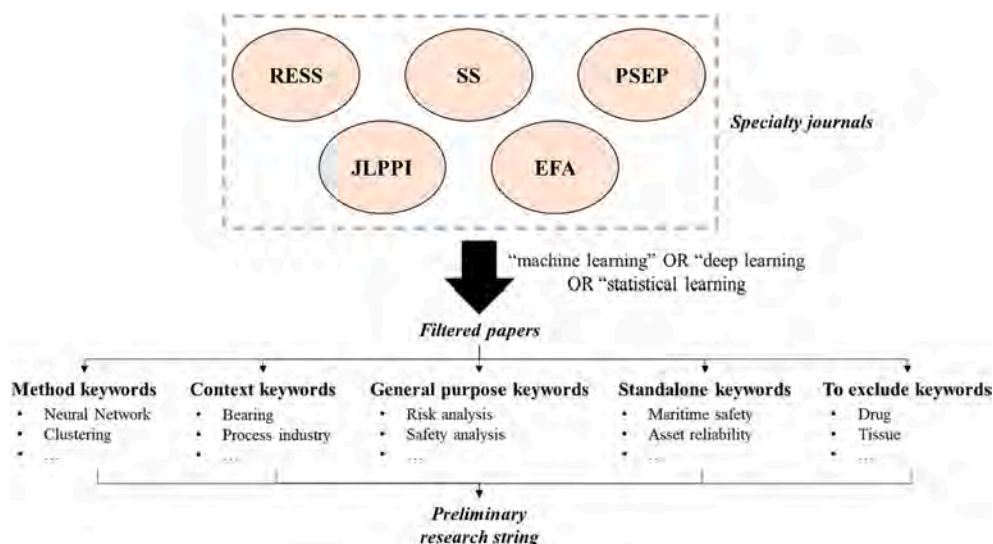 RESS SS PSEP
JLPPI EFA
Specialty journals
“machine learning” OR “deep learning
OR “statistical learning
Filtered papers
Method keywords
• Neural Network
• Clustering
• …
Context keywords
• Bearing
• Process industry
• …
General purpose keywords
• Risk analysis
• Safety analysis
• …
Standalone keywords
• Maritime safety
• Asset reliability
• …
To exclude keywords
• Drug
• Tissue
• …
Preliminary
research string